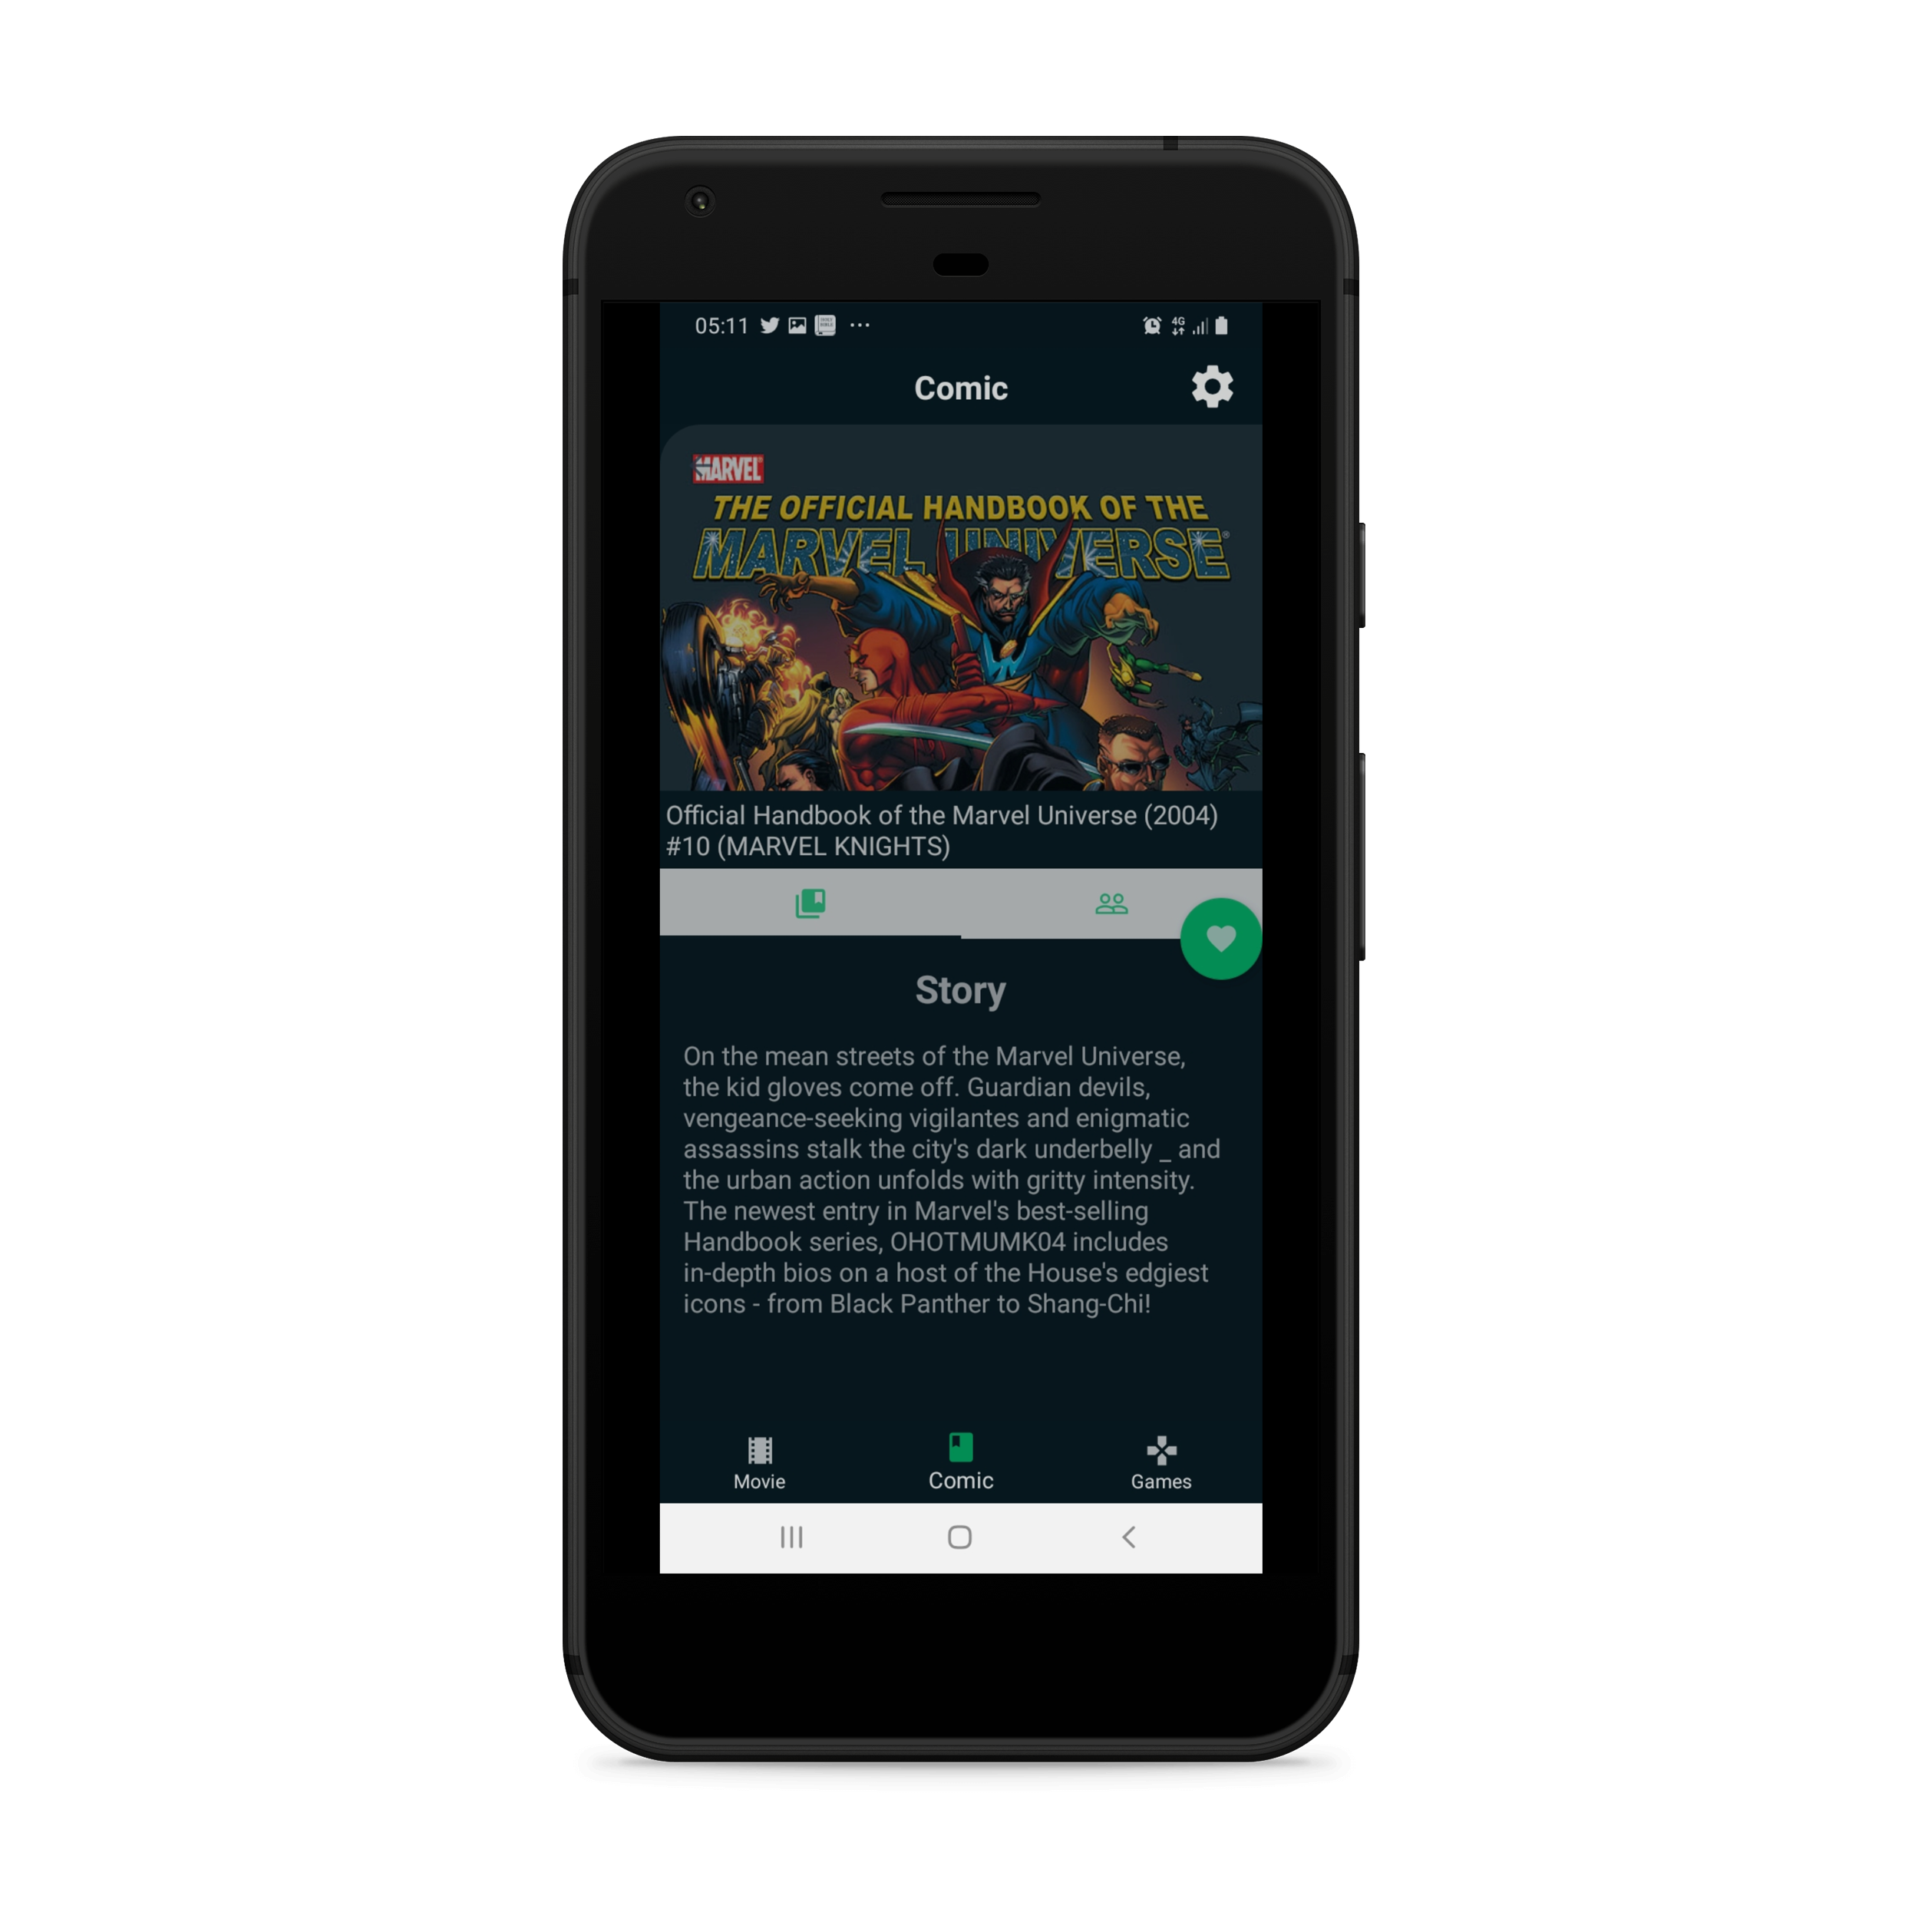 05:11
4G
Comic
MARVEL
THE OFFICIAL HANDBOOK OF THE
MARVEL UNIVERSE®
Official Handbook of the Marvel Universe (2004)
#10 (MARVEL KNIGHTS)
Story
On the mean streets of the Marvel Universe,
the kid gloves come off. Guardian devils,
vengeance-seeking vigilantes and enigmatic
assassins stalk the city's dark underbelly _ and
the urban action unfolds with gritty intensity.
The newest entry in Marvel's best-selling
Handbook series, OHOTMUMK04 includes
in-depth bios on a host of the House's edgiest
icons - from Black Panther to Shang-Chi!
Movie
Comic
Games